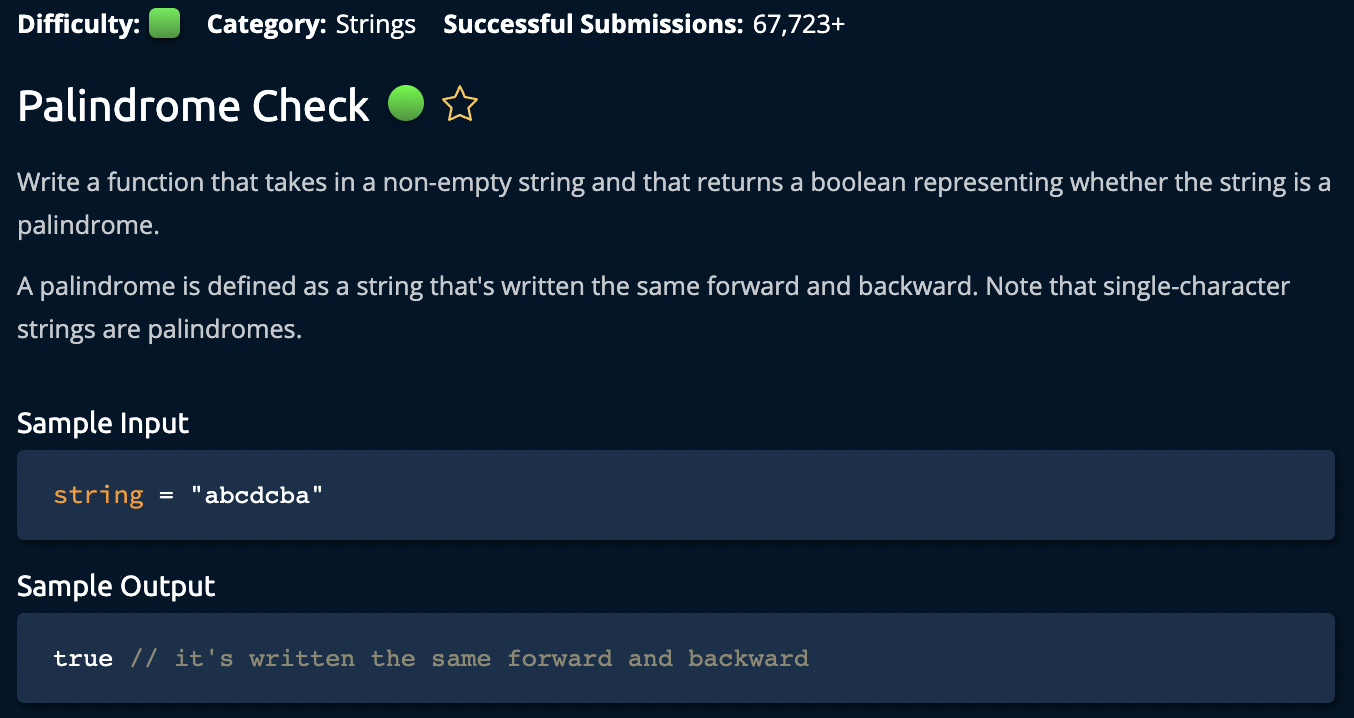 Difficulty: Category: Strings Successful Submissions: 67,723+
Palindrome Check
Write a function that takes in a non-empty string and that returns a boolean representing whether the string is a
palindrome.
A palindrome is defined as a string that's written the same forward and backward. Note that single-character
strings are palindromes.
Sample Input
string = "abcdcba"
Sample Output
true // it's written the same forward and backward